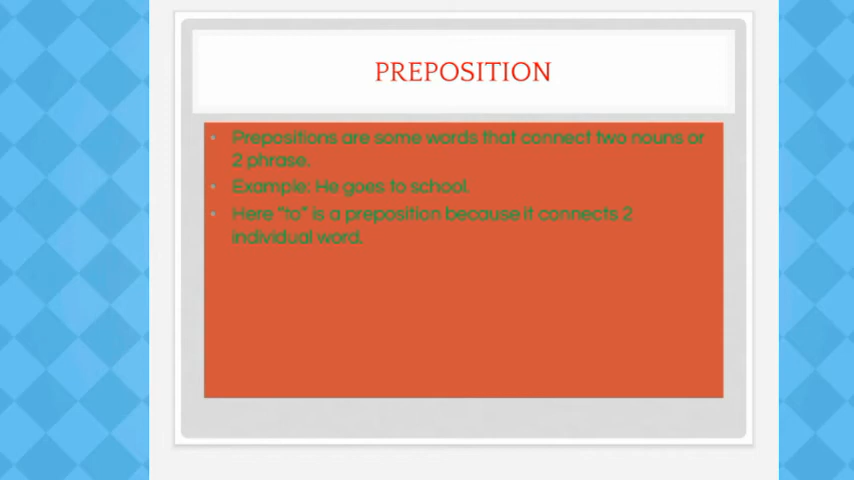 PREPOSITION
• Prepositions are some words that connect two nouns or
2 phrase.
• Example: He goes to school.
• Here "to" is a preposition because it connects 2
individual word.